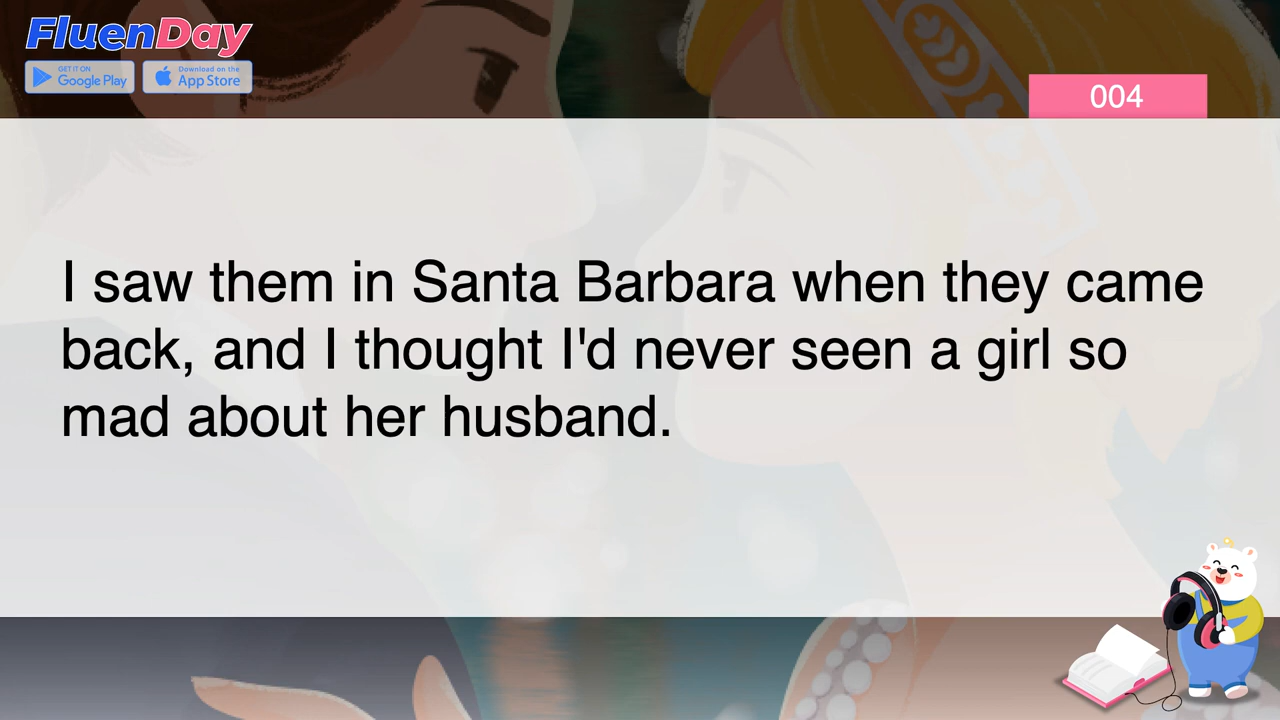 FluenDay
GET IT ON
Google Play
Download on the
App Store
004
I saw them in Santa Barbara when they came
back, and I thought I'd never seen a girl so
mad about her husband.